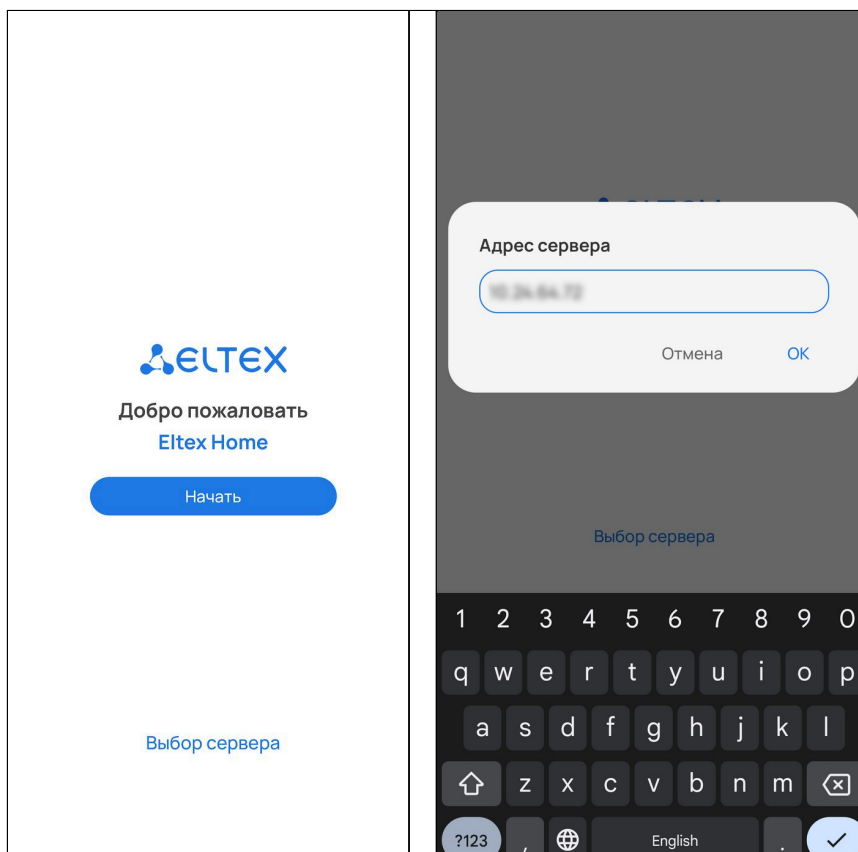 ELTEX
Добро пожаловать
Eltex Home
Начать
Выбор сервера
Адрес сервера
Отмена OK
Выбор сервера
1 2 3 4 5 6 7 8 9 0
q w e r t y u i o p
a s d f g h j k l
z x c v b n m
?123 , English .